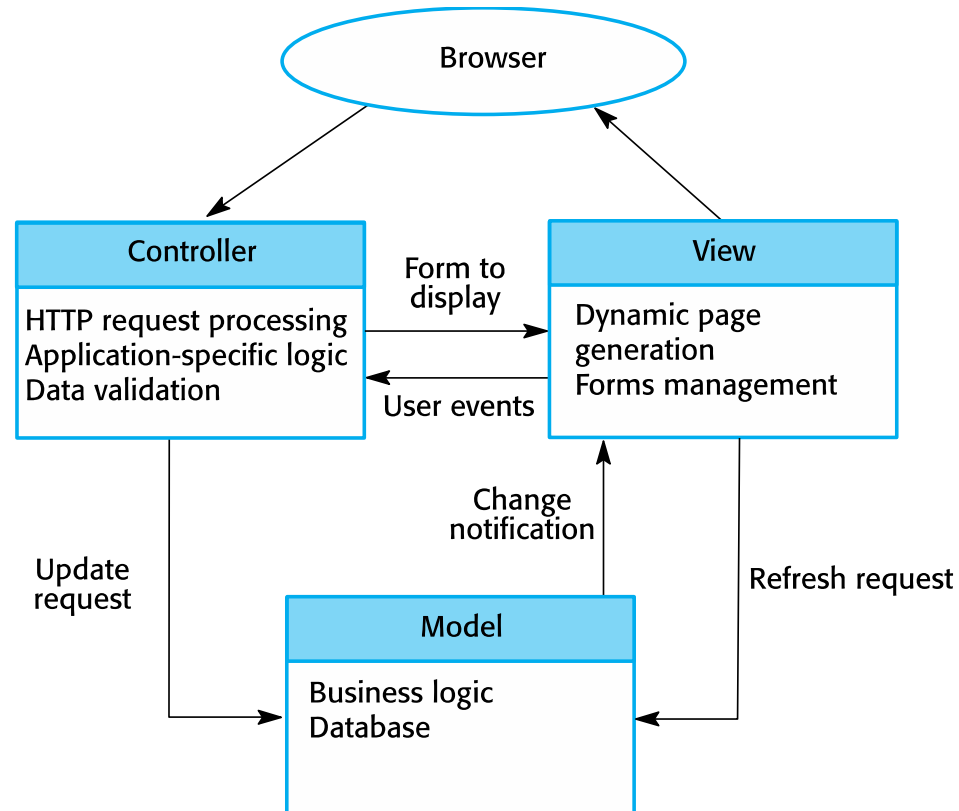 Browser
Controller
HTTP request processing
Application-specific logic
Data validation
Form to
display
User events
View
Dynamic page
generation
Forms management
Update
request
Change
notification
Refresh request
Model
Business logic
Database